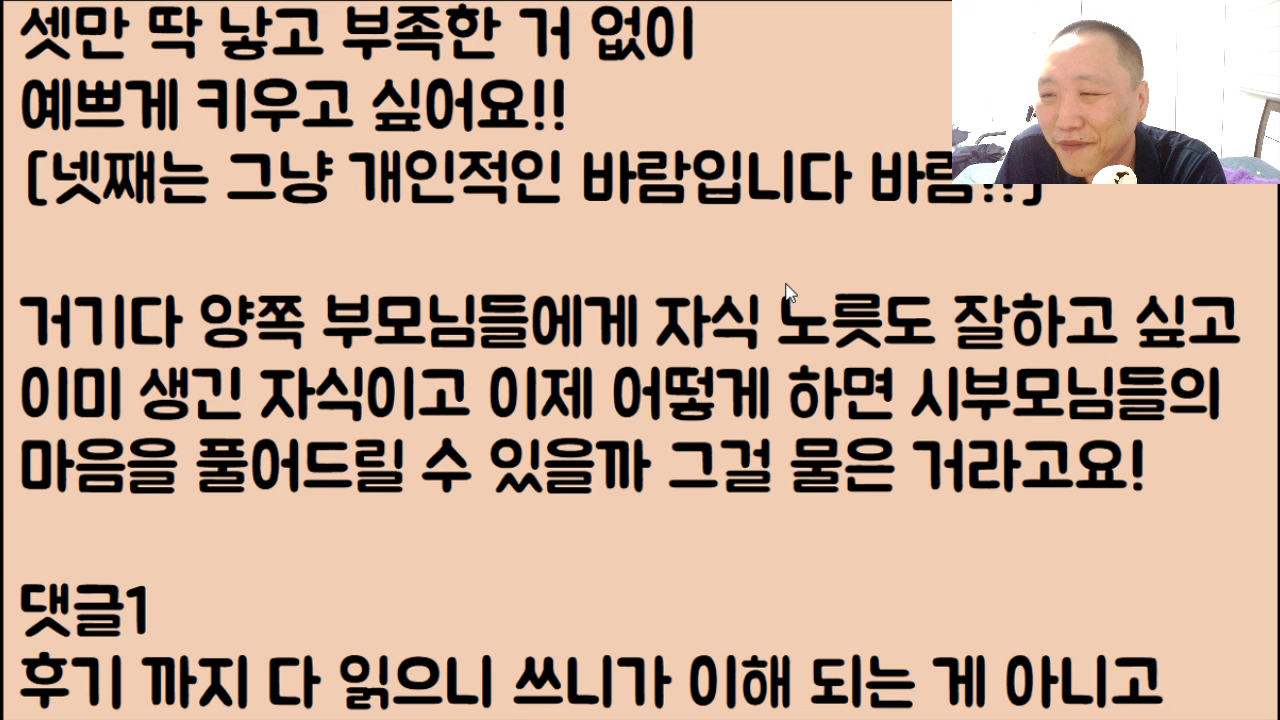 셋만 딱 낳고 부족한 거 없이
예쁘게 키우고 싶어요!!
[넷째는 그냥 개인적인 바람입니다 바람!!]
거기다 양쪽 부모님들에게 자식 노릇도 잘하고 싶고
이미 생긴 자식이고 이제 어떻게 하면 시부모님들의
마음을 풀어드릴 수 있을까 그걸 물은 거라고요!
댓글1
후기 까지 다 읽으니 쓰니가 이해 되는 게 아니고